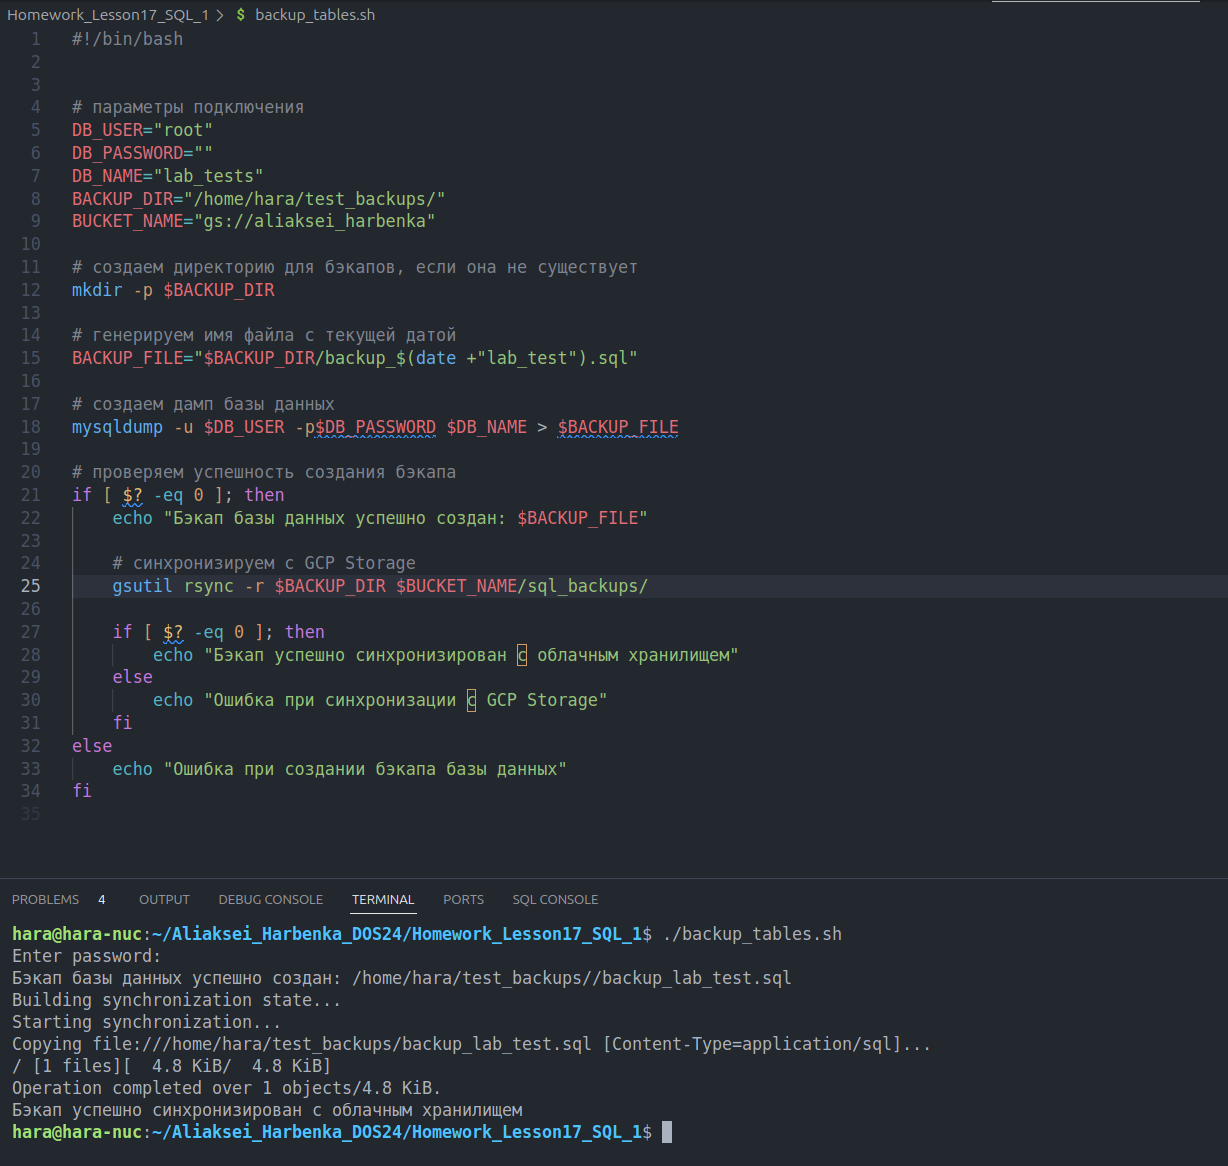 Homework_Lesson17_SQL_1 > $ backup_tables.sh
1 #!/bin/bash
2
3
4 # параметры подключения
5 DB_USER="root"
6 DB_PASSWORD=""
7 DB_NAME="lab_tests"
8 BACKUP_DIR="/home/hara/test_backups/"
9 BUCKET_NAME="gs://aliaksei_harbenka"
10
11 # создаем директорию для бэкапов, если она не существует
12 mkdir -p $BACKUP_DIR
13
14 # генерируем имя файла с текущей датой
15 BACKUP_FILE="$BACKUP_DIR/backup_$(date +"lab_test").sql"
16
17 # создаем дамп базы данных
18 mysqldump -u $DB_USER -p$DB_PASSWORD $DB_NAME > $BACKUP_FILE
19
20 # проверяем успешность создания бэкапа
21 if [ $? -eq 0 ]; then
22     echo "Бэкап базы данных успешно создан: $BACKUP_FILE"
23
24     # синхронизируем с GCP Storage
25     gsutil rsync -r $BACKUP_DIR $BUCKET_NAME/sql_backups/
26
27     if [ $? -eq 0 ]; then
28         echo "Бэкап успешно синхронизирован с облачным хранилищем"
29     else
30         echo "Ошибка при синхронизации с GCP Storage"
31     fi
32 else
33     echo "Ошибка при создании бэкапа базы данных"
34 fi
35
PROBLEMS 4 OUTPUT DEBUG CONSOLE TERMINAL PORTS SQL CONSOLE
hara@hara-nuc:~/Aliaksei_Harbenka_DOS24/Homework_Lesson17_SQL_1$ ./backup_tables.sh
Enter password:
Бэкап базы данных успешно создан: /home/hara/test_backups//backup_lab_test.sql
Building synchronization state...
Starting synchronization...
Copying file:///home/hara/test_backups/backup_lab_test.sql [Content-Type=application/sql]...
/ [1 files][  4.8 KiB/  4.8 KiB]
Operation completed over 1 objects/4.8 KiB.
Бэкап успешно синхронизирован с облачным хранилищем
hara@hara-nuc:~/Aliaksei_Harbenka_DOS24/Homework_Lesson17_SQL_1$